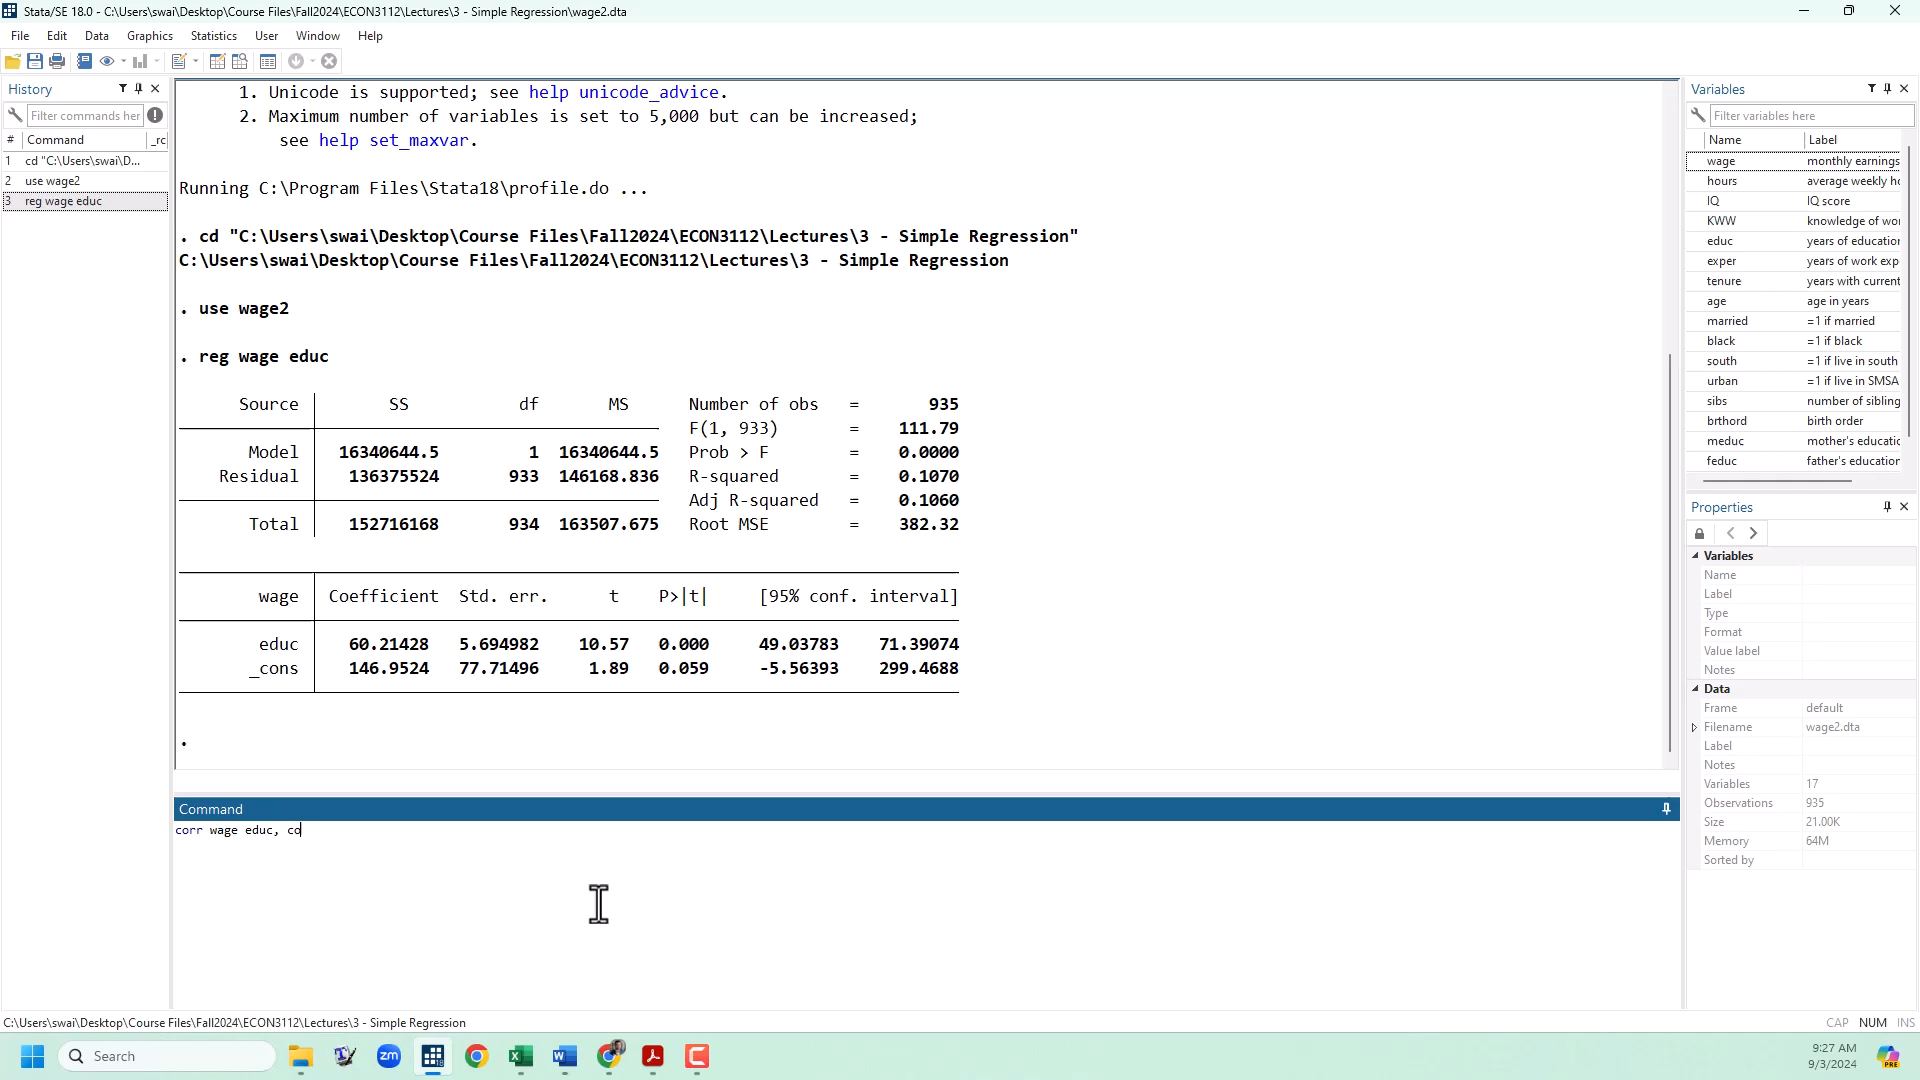 Stata/SE 18.0 - C:\Users\swai\Desktop\Course Files\Fall2024\ECON3112\Lectures\3 - Simple Regression\wage2.dta
File Edit Data Graphics Statistics User Window Help
History
Filter commands her
# Command _rc
1 cd "C:\Users\swai\D...
2 use wage2
3 reg wage educ
1. Unicode is supported; see help unicode_advice.
2. Maximum number of variables is set to 5,000 but can be increased;
see help set_maxvar.
Running C:\Program Files\Stata18\profile.do ...
. cd "C:\Users\swai\Desktop\Course Files\Fall2024\ECON3112\Lectures\3 - Simple Regression"
C:\Users\swai\Desktop\Course Files\Fall2024\ECON3112\Lectures\3 - Simple Regression
. use wage2
. reg wage educ
Source SS df MS Number of obs = 935
F(1, 933) = 111.79
Model 16340644.5 1 16340644.5 Prob > F = 0.0000
Residual 136375524 933 146168.836 R-squared = 0.1070
Adj R-squared = 0.1060
Total 152716168 934 163507.675 Root MSE = 382.32
wage Coefficient Std. err. t P>|t| [95% conf. interval]
educ 60.21428 5.694982 10.57 0.000 49.03783 71.39074
_cons 146.9524 77.71496 1.89 0.059 -5.56393 299.4688
.
Command
corr wage educ, co
Variables
Filter variables here
Name Label
wage monthly earnings
hours average weekly ho
IQ IQ score
KWW knowledge of wor
educ years of education
exper years of work exp
tenure years with current
age age in years
married =1 if married
black =1 if black
south =1 if live in south
urban =1 if live in SMSA
sibs number of sibling
brthord birth order
meduc mother's educatio
feduc father's education
Properties
Variables
Name
Label
Type
Format
Value label
Notes
Data
Frame default
Filename wage2.dta
Label
Notes
Variables 17
Observations 935
Size 21.00K
Memory 64M
Sorted by
C:\Users\swai\Desktop\Course Files\Fall2024\ECON3112\Lectures\3 - Simple Regression
CAP NUM INS
Search
zm
9:27 AM
9/3/2024
PRE